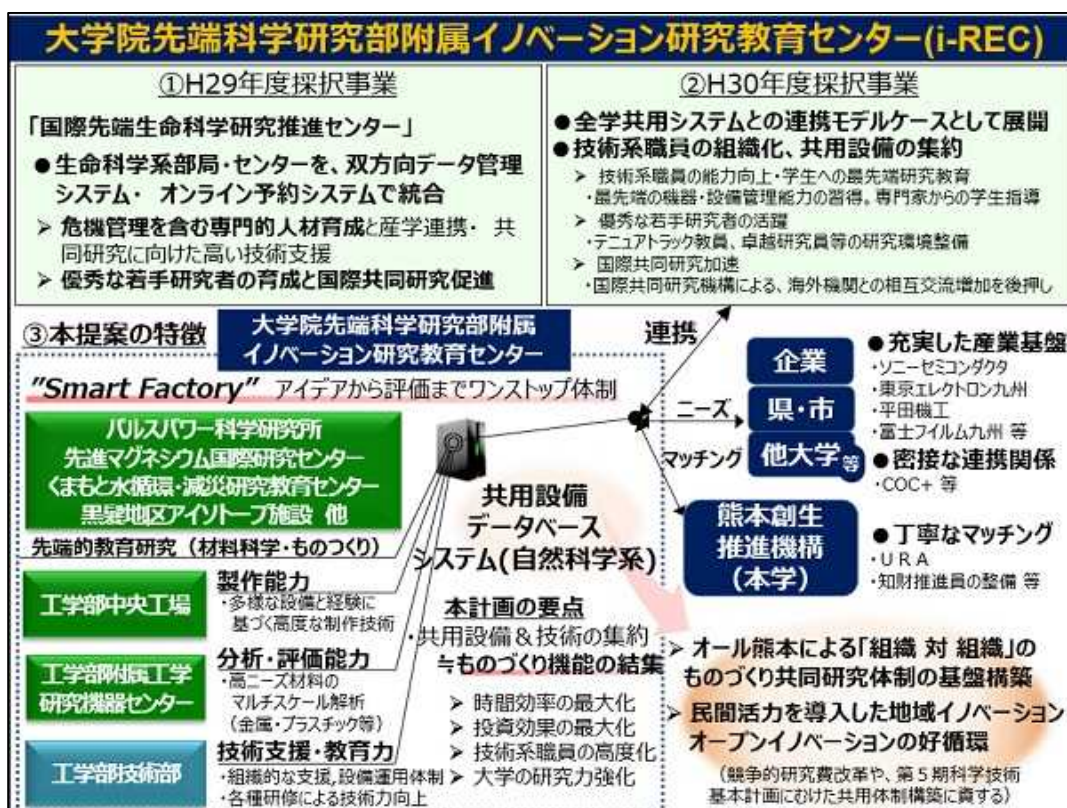 大学院先端科学研究部附属イノベーション研究教育センター(i-REC)
①H29年度採択事業
「国際先端生命科学研究推進センター」
●生命科学系部局・センターを、双方向データ管理
システム・ オンライン予約システムで統合
➤ 危機管理を含む専門的人材育成と産学連携・ 共
同研究に向けた高い技術支援
➤ 優秀な若手研究者の育成と国際共同研究促進
②H30年度採択事業
●全学共用システムとの連携モデルケースとして展開
●技術系職員の組織化、共用設備の集約
➤ 技術系職員の能力向上・学生への最先端研究教育
・最先端の機器・設備管理能力の習得。専門家からの学生指導
➤ 優秀な若手研究者の活躍
・テニュアトラック教員、卓越研究員等の研究環境整備
➤ 国際共同研究加速
・国際共同研究機構による、海外機関との相互交流増加を後押し
③本提案の特徴
大学院先端科学研究部附属
イノベーション研究教育センター
"Smart Factory" アイデアから評価までワンストップ体制
パルスパワー科学研究所
先進マグネシウム国際研究センター
くまもと水循環・減災研究教育センター
黒髪地区アイソトープ施設 他
先端的教育研究（材料科学・ものつくり）
工学部中央工場
製作能力
・多様な設備と経験に
基づく高度な制作技術
工学部附属工学
研究機器センター
分析・評価能力
・高ニーズ材料の
マルチスケール解析
（金属・プラスチック等）
工学部技術部
技術支援・教育力
・組織的な支援,設備運用体制
・各種研修による技術力向上
共用設備
データベース
システム(自然科学系)
本計画の要点
・共用設備＆技術の集約
≒ものづくり機能の結集
➤ 時間効率の最大化
➤ 投資効果の最大化
➤ 技術系職員の高度化
➤ 大学の研究力強化
連携
ニーズ
マッチング
企業
県・市
他大学等
熊本創生
推進機構
(本学)
●充実した産業基盤
・ソニーセミコンダクタ
・東京エレクトロン九州
・平田機工
・富士フイルム九州 等
●密接な連携関係
・COC+ 等
●丁寧なマッチング
・ＵＲＡ
・知財推進員の整備 等
➤ オール熊本による「組織 対 組織」の
ものづくり共同研究体制の基盤構築
➤ 民間活力を導入した地域イノベーション
オープンイノベーションの好循環
（競争的研究費改革や、第５期科学技術
基本計画にむけた共用体制構築に資する）